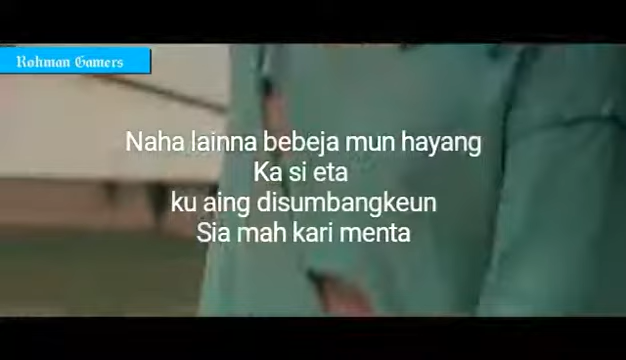 Rohman Gamers
Naha lainna bebeja mun hayang
Ka si eta
ku aing disumbangkeun
Sia mah kari menta